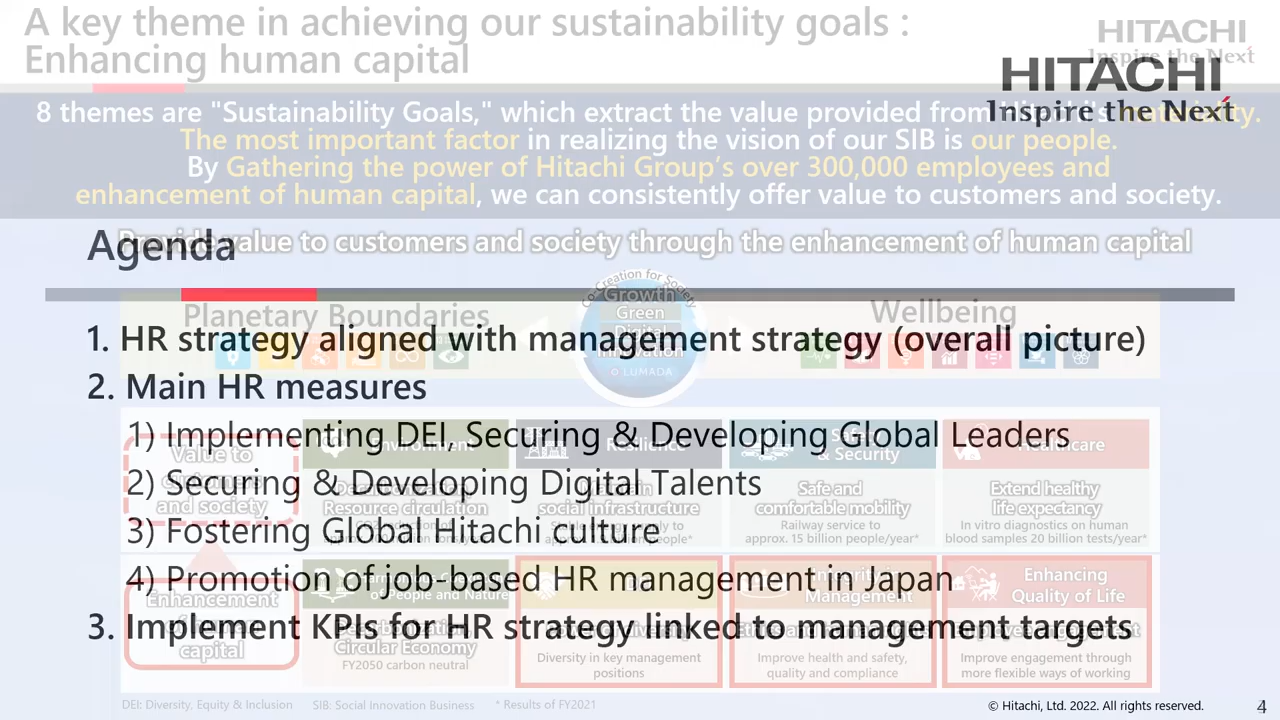 A key theme in achieving our sustainability goals :
Enhancing human capital
HITACHI
Inspire the Next
HITACHI
Inspire the Next
8 themes are "Sustainability Goals," which extract the value provided from
The most important factor in realizing the vision of our SIB is our people.
By Gathering the power of Hitachi Group's over 300,000 employees and
enhancement of human capital, we can consistently offer value to customers and society.
Provide value to customers and society through the enhancement of human capital
Agenda
Co-Creation for Society
Growth
Green
Digital
Innovation
LUMADA
Planetary Boundaries
Wellbeing
1. HR strategy aligned with management strategy (overall picture)
2. Main HR measures
1) Implementing DEI, Securing & Developing Global Leaders
2) Securing & Developing Digital Talents
3) Fostering Global Hitachi culture
4) Promotion of job-based HR management in Japan
3. Implement KPIs for HR strategy linked to management targets
Value to
and society
Environment
Resource circulation
Resilience
social infrastructure
& Security
Safe and
comfortable mobility
Railway service to
approx. 15 billion people/year*
Healthcare
Extend healthy
life expectancy
In vitro diagnostics on human
blood samples 20 billion tests/year*
Enhancement
capital
of People and Nature
Circular Economy
FY2050 carbon neutral
Diversity in key management
positions
Management
Improve health and safety,
quality and compliance
Enhancing
Quality of Life
Improve engagement through
more flexible ways of working
DEI: Diversity, Equity & Inclusion
SIB: Social Innovation Business
* Results of FY2021
© Hitachi, Ltd. 2022. All rights reserved.
4